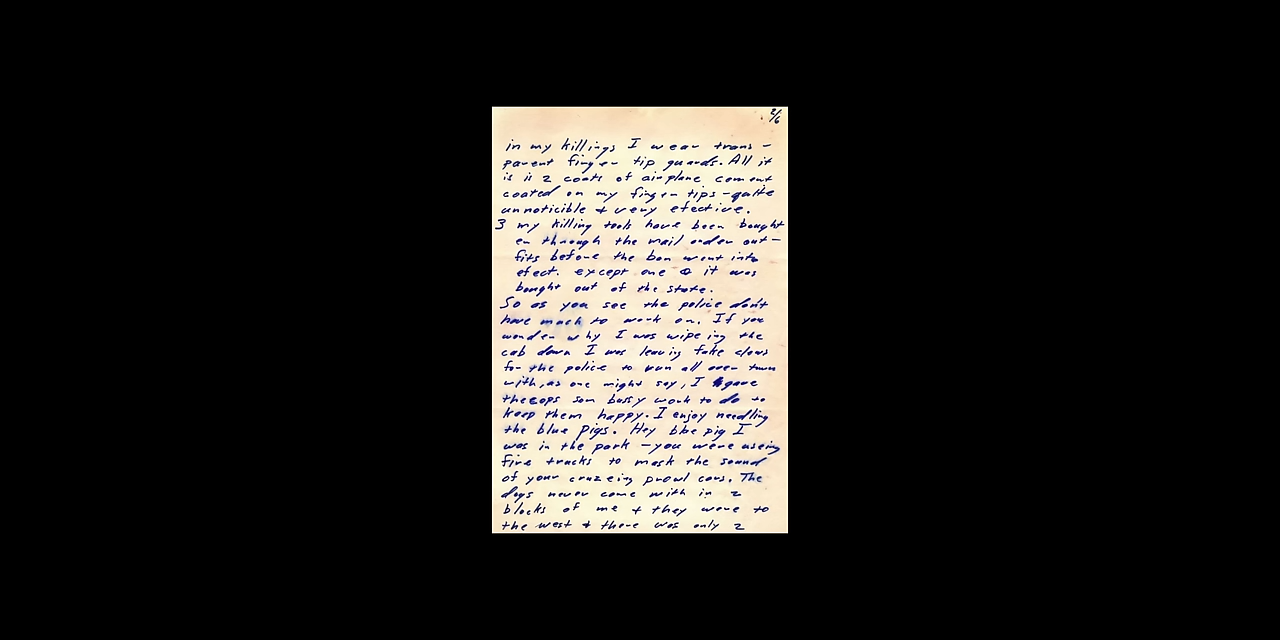 2/6
in my killings I wear trans-
parent finger tip guards. All it
is is 2 coats of airplane cement
coated on my finger tips - quite
unnoticible + very efective.
3 my killing tools have been bought
en through the mail order out-
fits before the ban went into
efect. except one & it was
bought out of the state.
So as you see the police don't
have much to work on. If you
wonder why I was wipeing the
cab down I was leaving fake clews
for the police to run all over town
with, as one might say, I gave
the cops som bussy work to do to
keep them happy. I enjoy needling
the blue pigs. Hey blue pig I
was in the park - you were useing
fire trucks to mask the sound
of your cruzeing prowl cars. The
dogs never came with in 2
blocks of me + they were to
the west + there was only 2